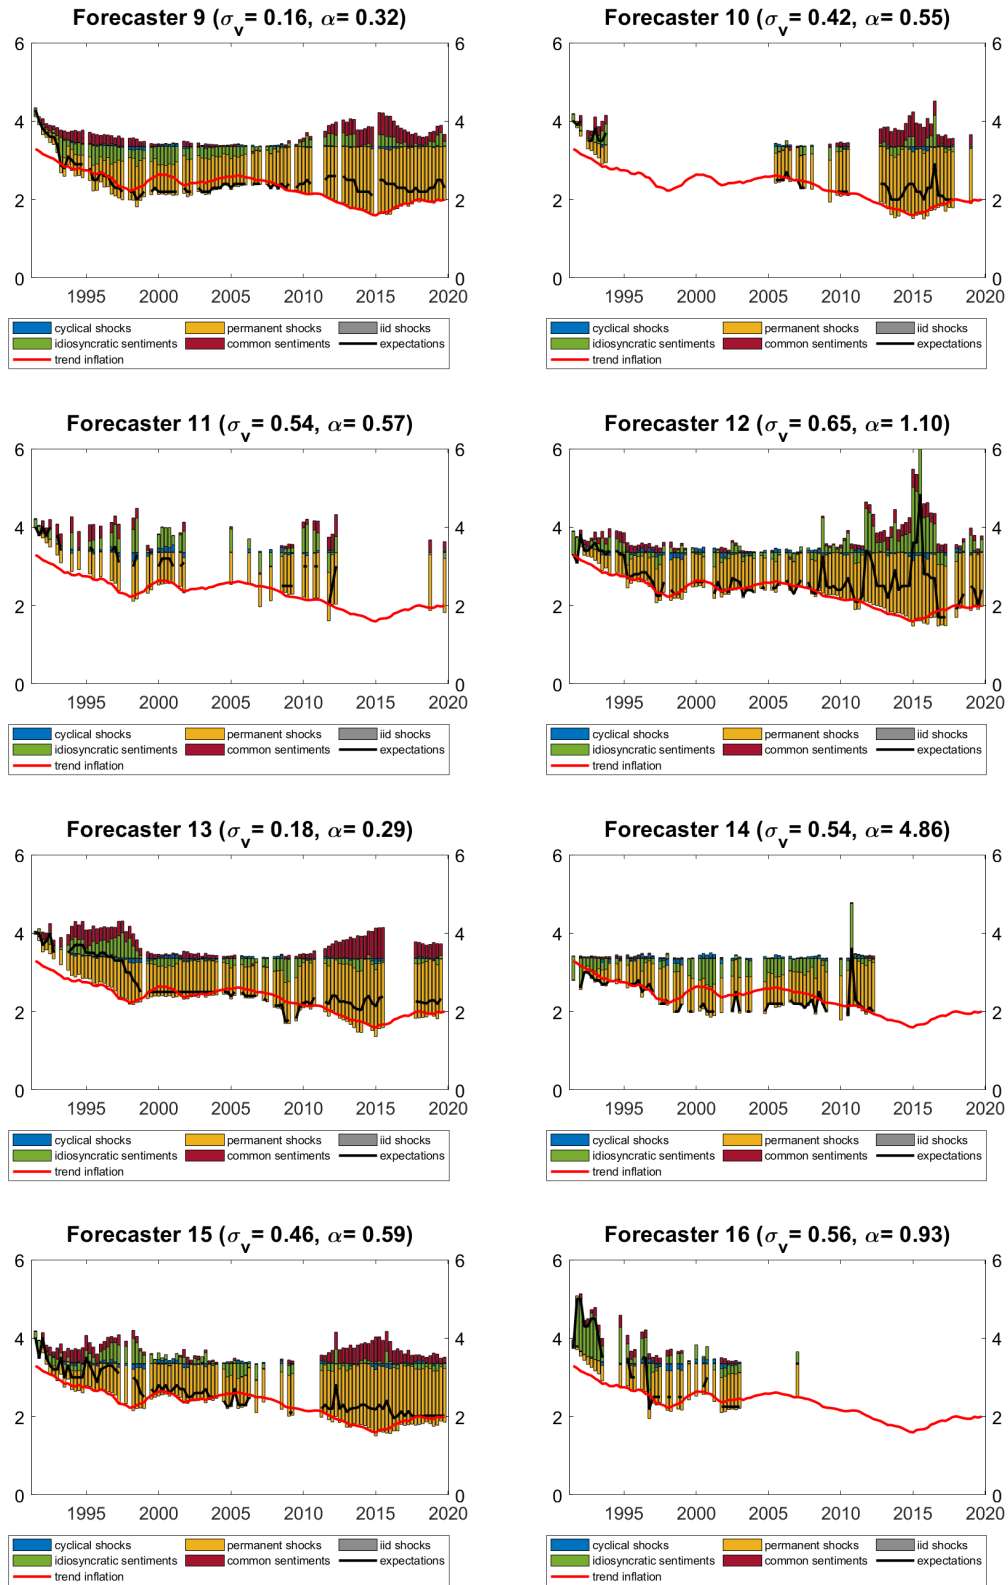 Forecaster 9 (σv= 0.16, α= 0.32)
Forecaster 10 (σv= 0.42, α= 0.55)
6 6 6 6
4 4 4 4
2 2 2 2
0 0 0 0
1995 2000 2005 2010 2015 2020
1995 2000 2005 2010 2015 2020
cyclical shocks permanent shocks iid shocks
idiosyncratic sentiments common sentiments expectations
trend inflation
cyclical shocks permanent shocks iid shocks
idiosyncratic sentiments common sentiments expectations
trend inflation
Forecaster 11 (σv= 0.54, α= 0.57)
Forecaster 12 (σv= 0.65, α= 1.10)
6 6 6 6
4 4 4 4
2 2 2 2
0 0 0 0
1995 2000 2005 2010 2015 2020
1995 2000 2005 2010 2015 2020
cyclical shocks permanent shocks iid shocks
idiosyncratic sentiments common sentiments expectations
trend inflation
cyclical shocks permanent shocks iid shocks
idiosyncratic sentiments common sentiments expectations
trend inflation
Forecaster 13 (σv= 0.18, α= 0.29)
Forecaster 14 (σv= 0.54, α= 4.86)
6 6 6 6
4 4 4 4
2 2 2 2
0 0 0 0
1995 2000 2005 2010 2015 2020
1995 2000 2005 2010 2015 2020
cyclical shocks permanent shocks iid shocks
idiosyncratic sentiments common sentiments expectations
trend inflation
cyclical shocks permanent shocks iid shocks
idiosyncratic sentiments common sentiments expectations
trend inflation
Forecaster 15 (σv= 0.46, α= 0.59)
Forecaster 16 (σv= 0.56, α= 0.93)
6 6 6 6
4 4 4 4
2 2 2 2
0 0 0 0
1995 2000 2005 2010 2015 2020
1995 2000 2005 2010 2015 2020
cyclical shocks permanent shocks iid shocks
idiosyncratic sentiments common sentiments expectations
trend inflation
cyclical shocks permanent shocks iid shocks
idiosyncratic sentiments common sentiments expectations
trend inflation